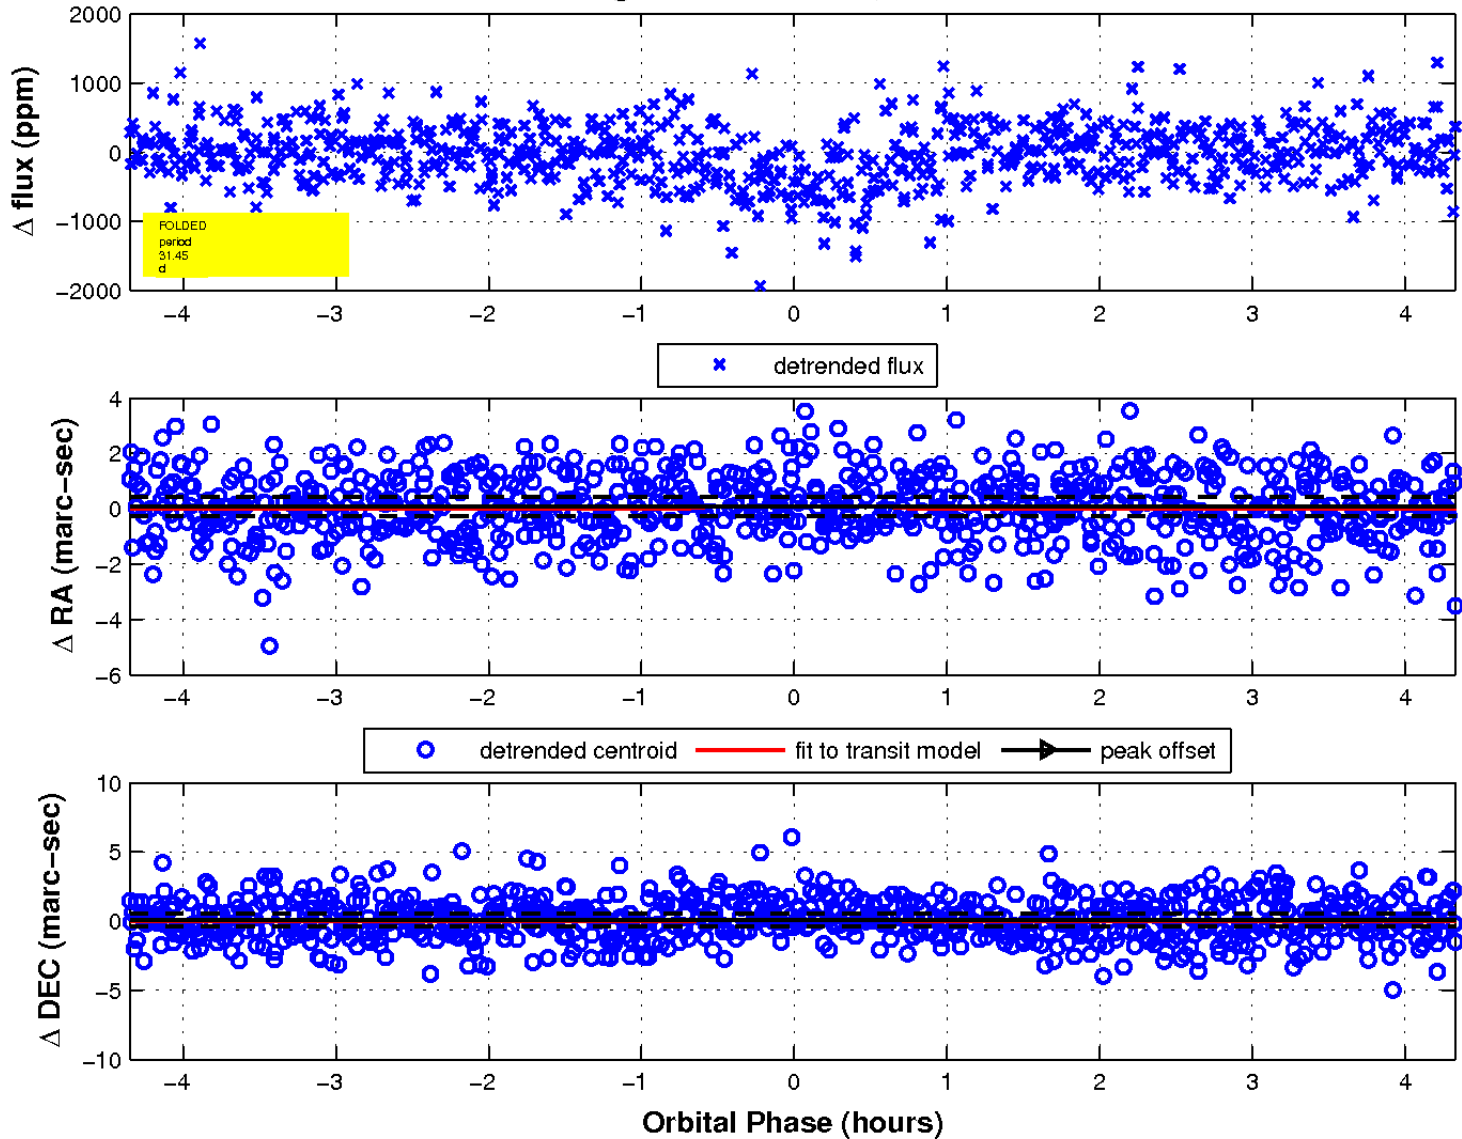 2000
1000
0
−1000
−2000
Δ flux (ppm)
FOLDED
period
31.45
d
−4 −3 −2 −1 0 1 2 3 4
detrended flux
4
2
0
−2
−4
−6
Δ RA (marc−sec)
−4 −3 −2 −1 0 1 2 3 4
detrended centroid fit to transit model peak offset
10
5
0
−5
−10
Δ DEC (marc−sec)
−4 −3 −2 −1 0 1 2 3 4
Orbital Phase (hours)